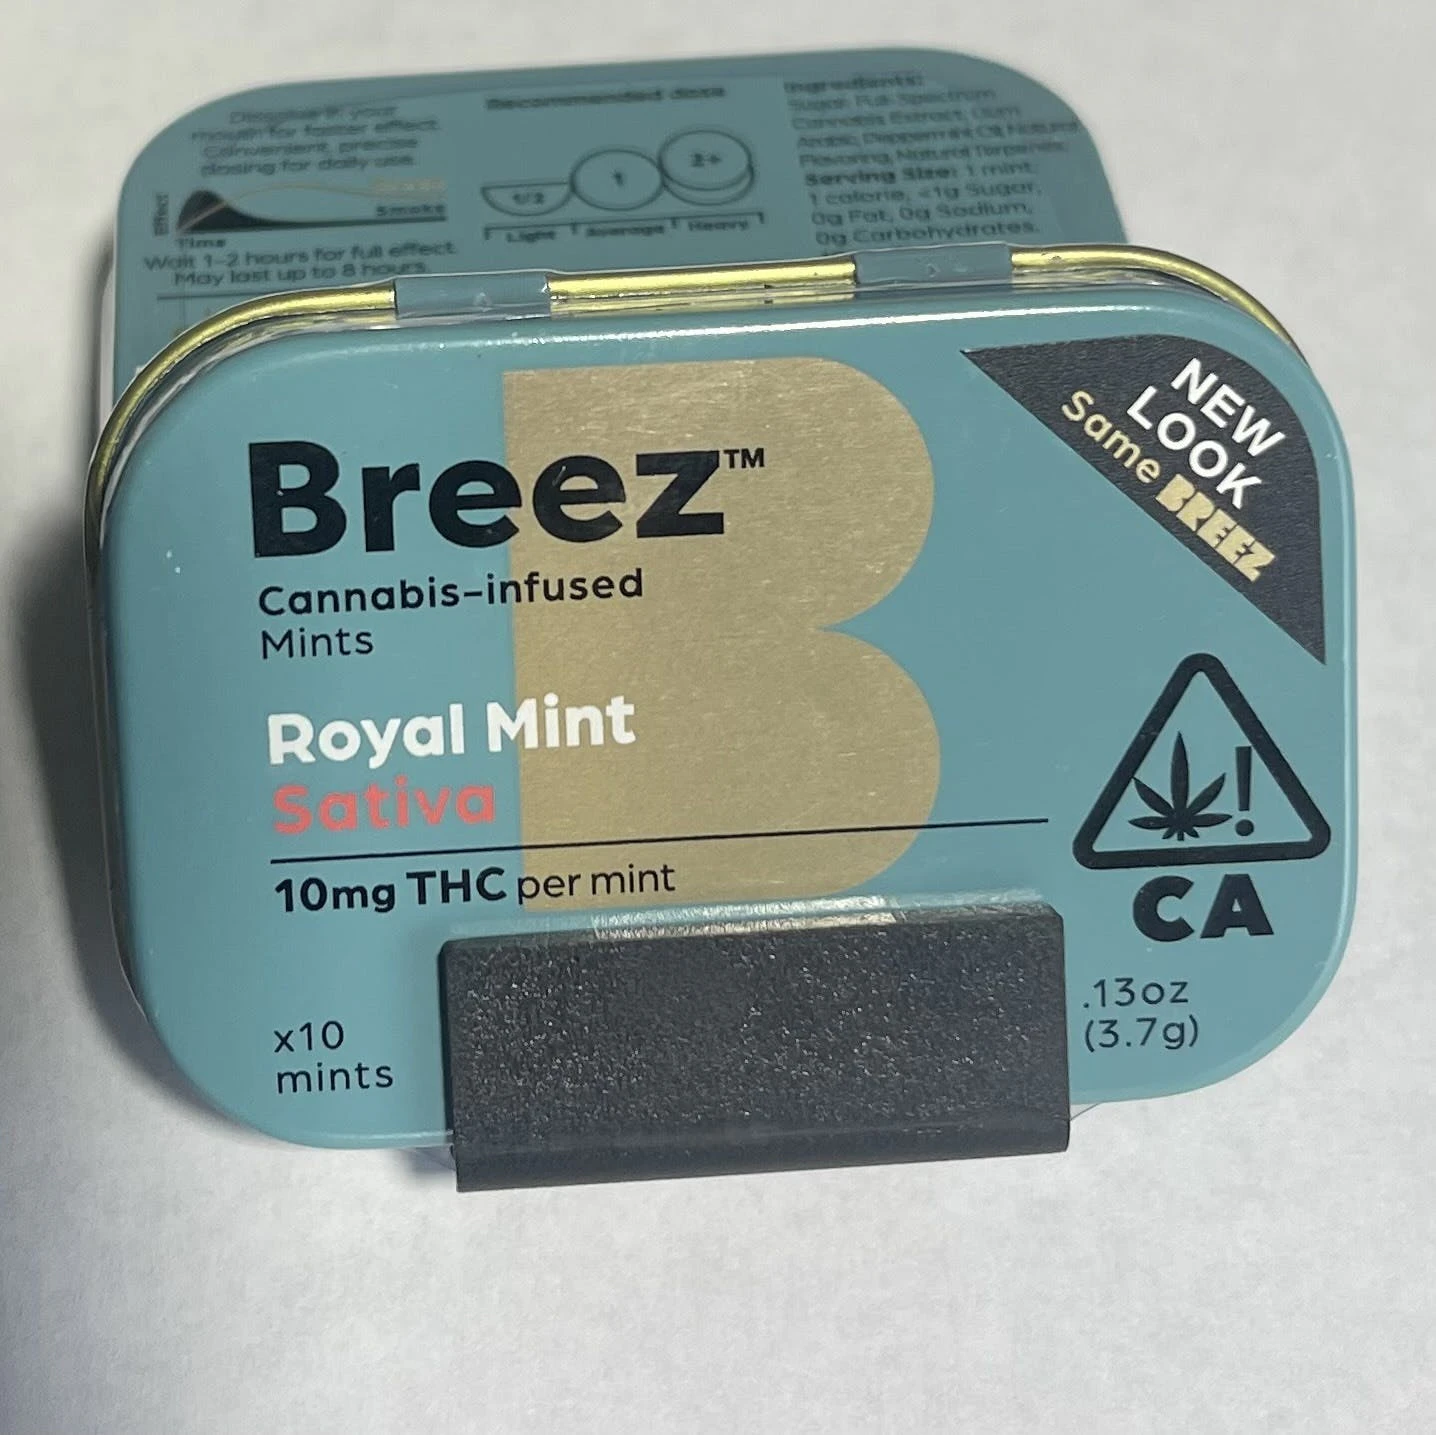 Dissolve in your
mouth for faster effect.
Convenient, precise
dosing for daily use.
Effect
Smoke
Time
Wait 1-2 hours for full effect.
May last up to 8 hours.
Recommended dose
1/2
1
2+
Light
Average
Heavy
Ingredients:
Sugar, Full Spectrum
Cannabis Extract, Gum
Arabic, Peppermint Oil, Natural
Flavoring, Natural Terpenes.
Serving Size: 1 mint.
1 calorie, <1g Sugar,
0g Fat, 0g Sodium,
0g Carbohydrates.
Breez™
Cannabis-infused
Mints
Royal Mint
Sativa
10mg THC per mint
x10
mints
NEW
LOOK
Same BREEZ
!
CA
.13oz
(3.7g)